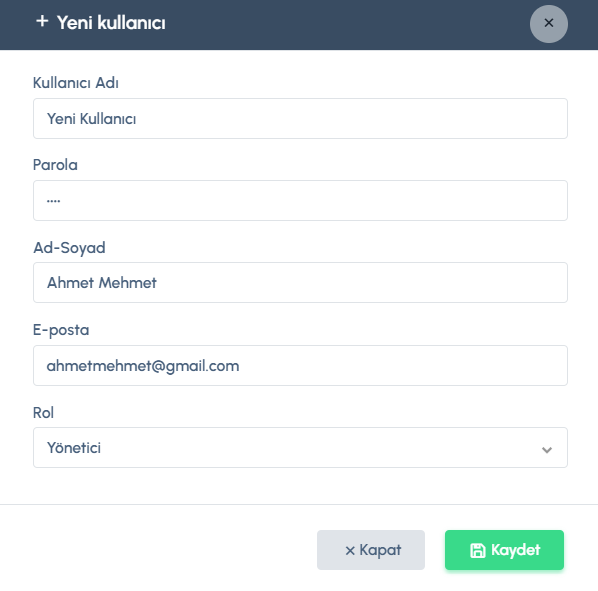 + Yeni kullanıcı
×
Kullanıcı Adı
Yeni Kullanıcı
Parola
····
Ad-Soyad
Ahmet Mehmet
E-posta
ahmetmehmet@gmail.com
Rol
Yönetici
× Kapat
Kaydet